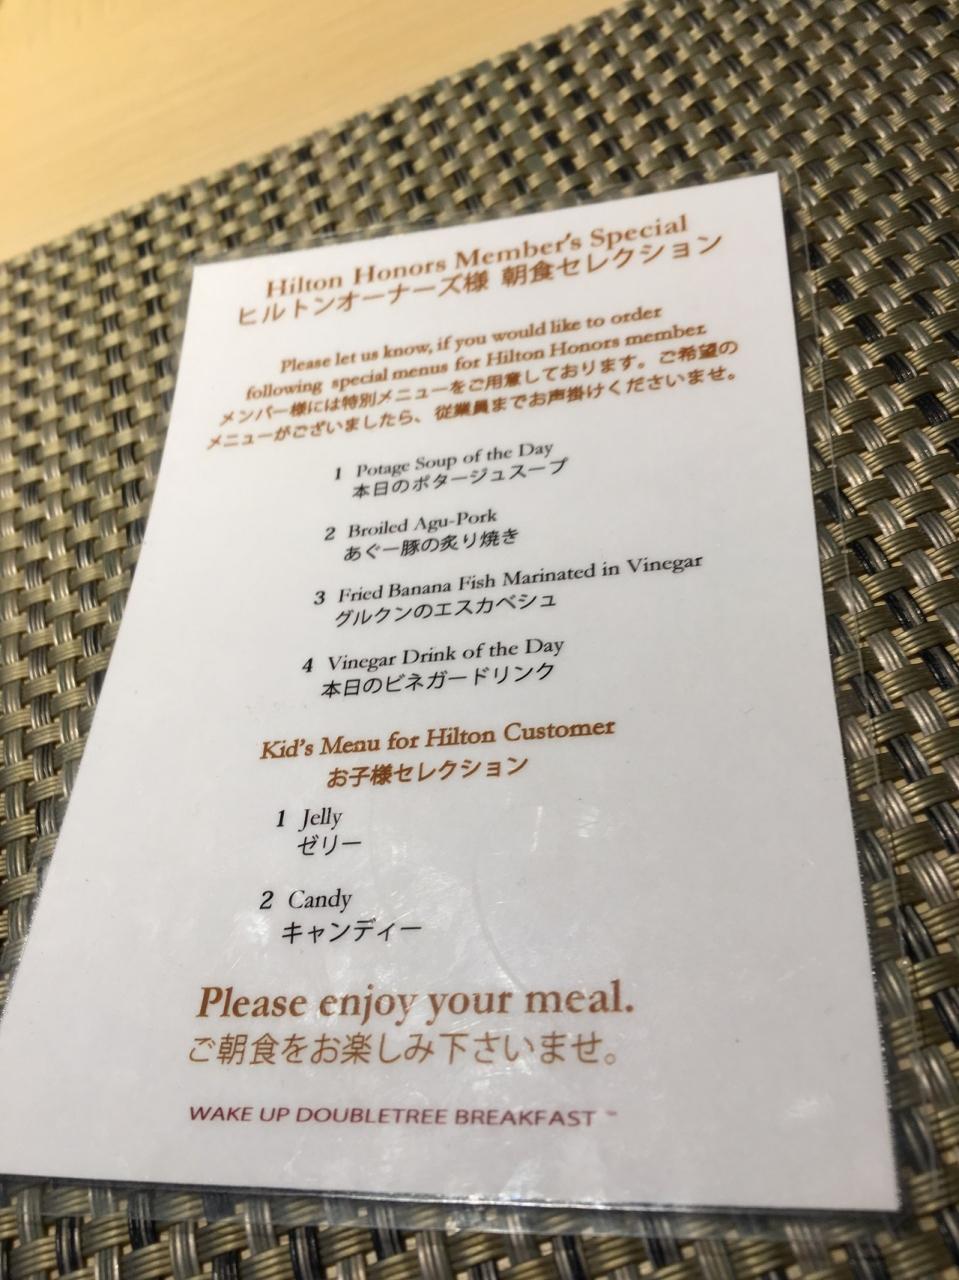 Hilton Honors Member's Special
ヒルトンオーナーズ様 朝食セレクション
Please let us know, if you would like to order
following special menus for Hilton Honors member.
メンバー様には特別メニューをご用意しております。ご希望の
メニューがございましたら、従業員までお声掛けくださいませ。
1 Potage Soup of the Day
本日のポタージュスープ
2 Broiled Agu-Pork
あぐー豚の炙り焼き
3 Fried Banana Fish Marinated in Vinegar
グルクンのエスカベシュ
4 Vinegar Drink of the Day
本日のビネガードリンク
Kid's Menu for Hilton Customer
お子様セレクション
1 Jelly
ゼリー
2 Candy
キャンディー
Please enjoy your meal.
ご朝食をお楽しみ下さいませ。
WAKE UP DOUBLETREE BREAKFAST ™